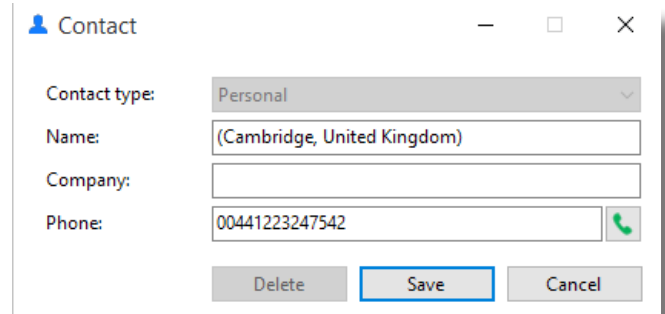 Contact
Contact type: Personal
Name: (Cambridge, United Kingdom)
Company:
Phone: 00441223247542
Delete Save Cancel